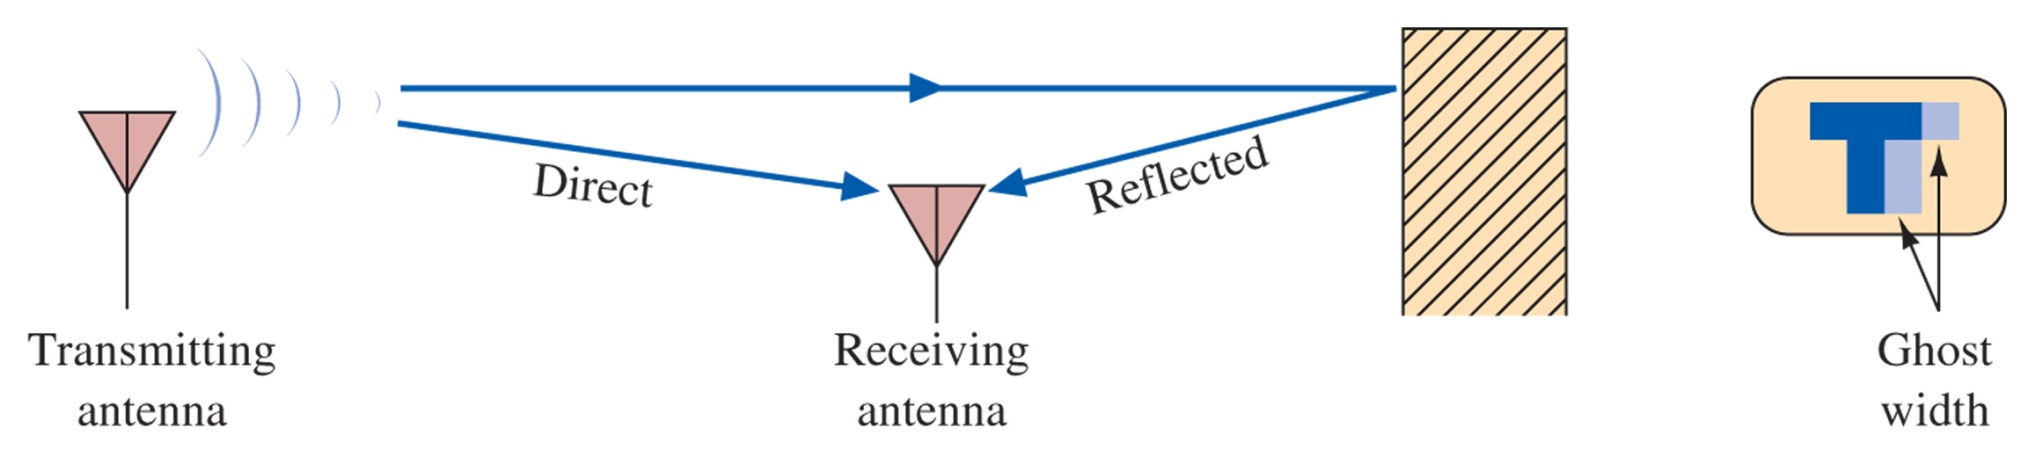 Direct
Reflected
Transmitting
antenna
Receiving
antenna
T
Ghost
width